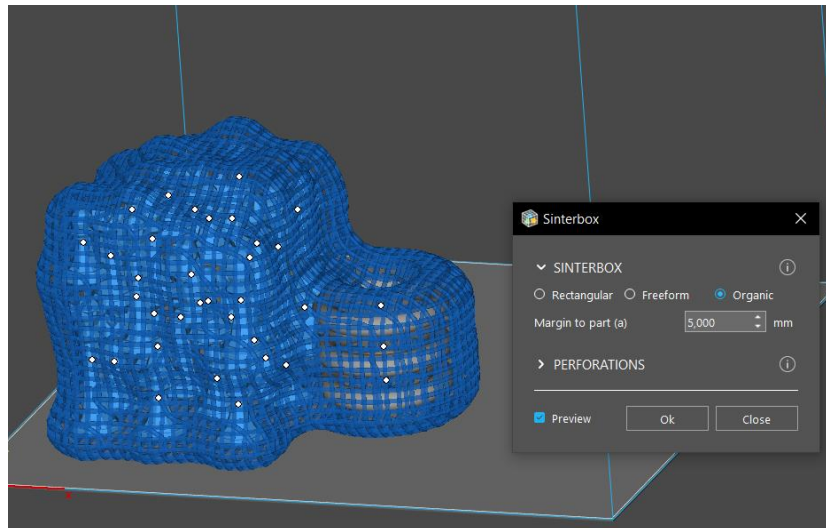 Sinterbox
SINTERBOX
Rectangular Freeform Organic
Margin to part (a) 5,000 mm
PERFORATIONS
Preview Ok Close